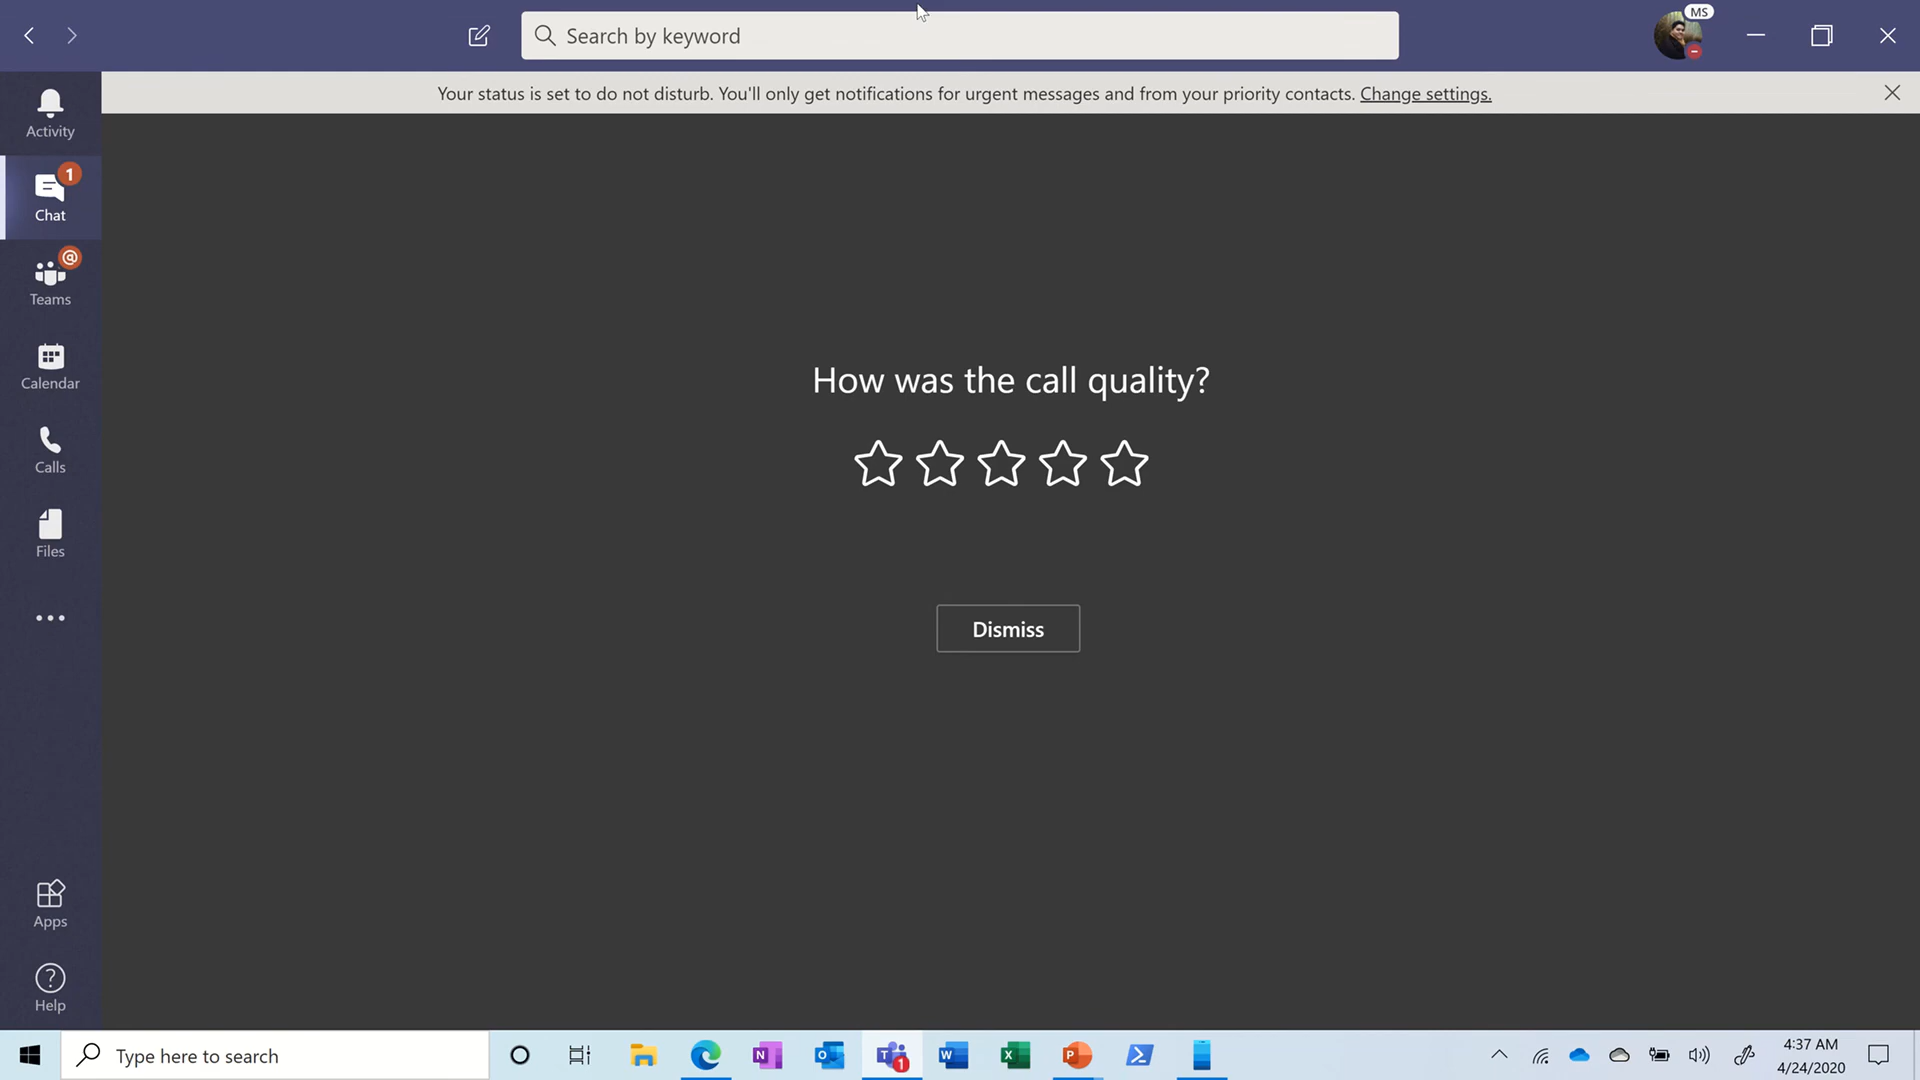 Search by keyword
MS
Your status is set to do not disturb. You'll only get notifications for urgent messages and from your priority contacts. Change settings.
Activity
1
Chat
@
Teams
Calendar
Calls
Files
Apps
Help
How was the call quality?
Dismiss
Type here to search
N
O
T
1
W
X
P
4:37 AM
4/24/2020